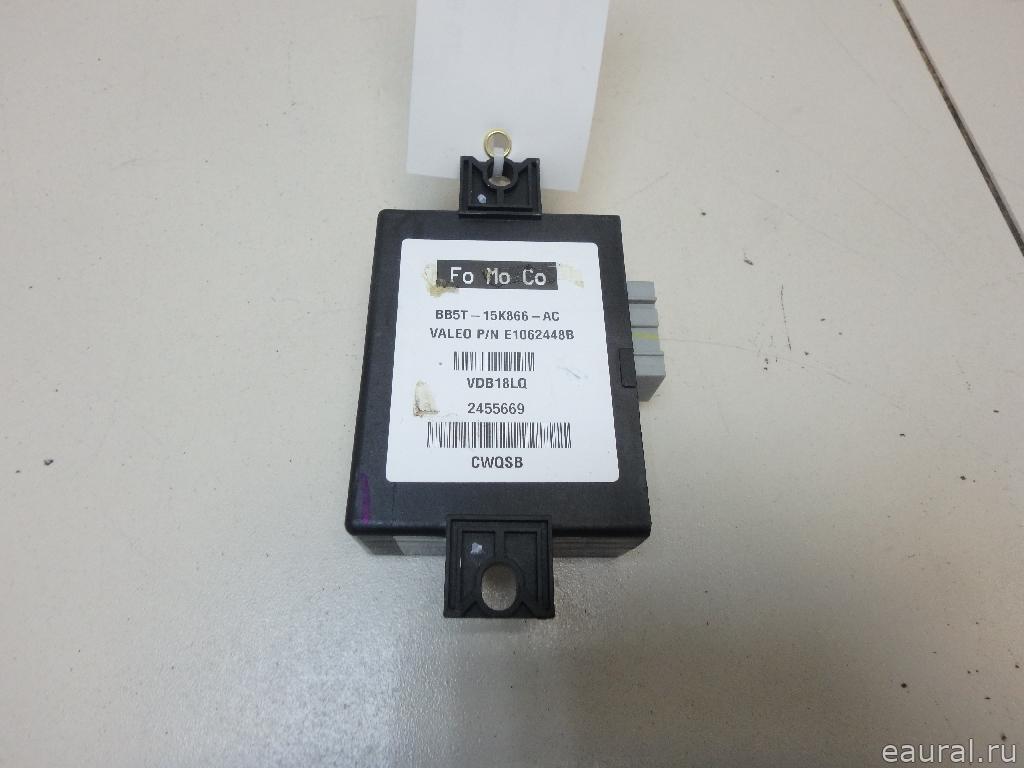 Fo Mo Co
BB5T-15K866-AC
VALEO P/N E1062448B
VDB18LQ
2455669
CWQSB
eaural.ru